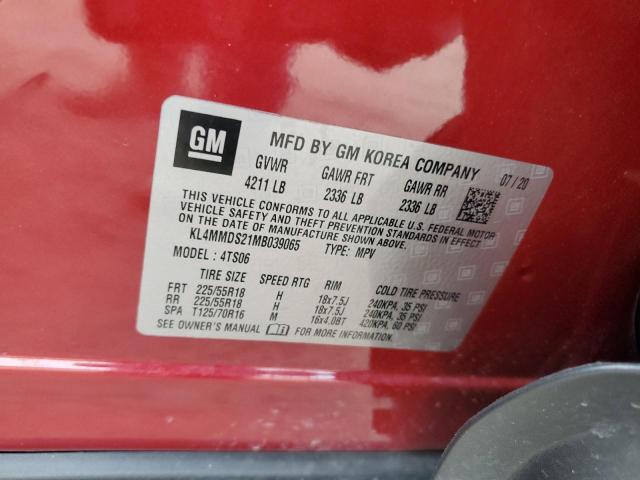 GM
MFD BY GM KOREA COMPANY 07/20
GVWR GAWR FRT GAWR RR
4211 LB 2336 LB 2336 LB
THIS VEHICLE CONFORMS TO ALL APPLICABLE U.S. FEDERAL MOTOR
VEHICLE SAFETY AND THEFT PREVENTION STANDARDS IN EFFECT
ON THE DATE OF MANUFACTURE SHOWN ABOVE.
KL4MMDS21MB039065 TYPE: MPV
MODEL: 4TS06
TIRE SIZE SPEED RTG RIM COLD TIRE PRESSURE
FRT 225/55R18 H 18x7.5J 240KPA, 35 PSI
RR 225/55R18 H 18x7.5J 240KPA, 35 PSI
SPA T125/70R16 M 16x4.0BT 420KPA, 60 PSI
SEE OWNER'S MANUAL FOR MORE INFORMATION.